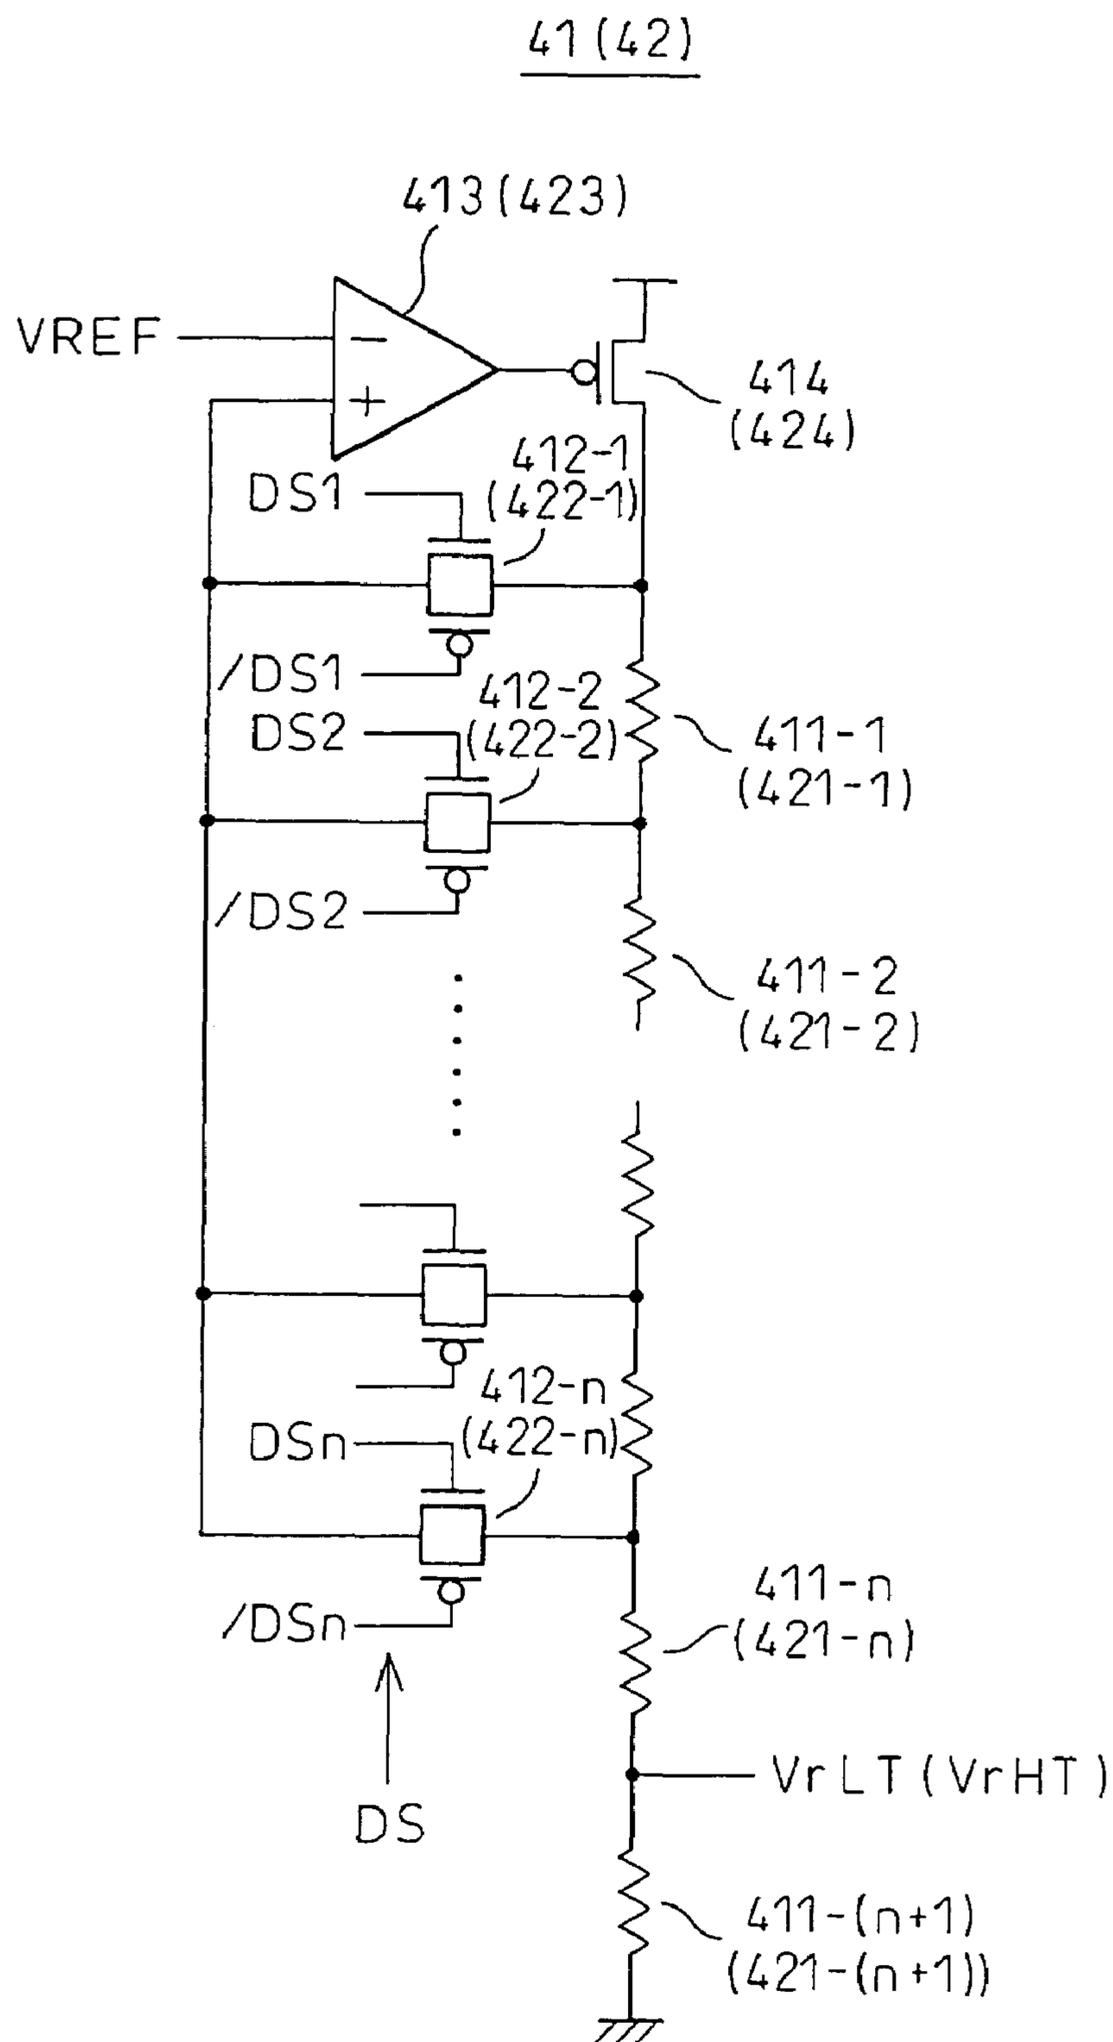 41(42)
413(423)
VREF
−
+
414
(424)
412-1
(422-1)
DS1
/DS1
412-2
(422-2)
DS2
411-1
(421-1)
/DS2
411-2
(421-2)
412-n
(422-n)
DSn
411-n
(421-n)
/DSn
VrLT(VrHT)
DS
411-(n+1)
(421-(n+1))